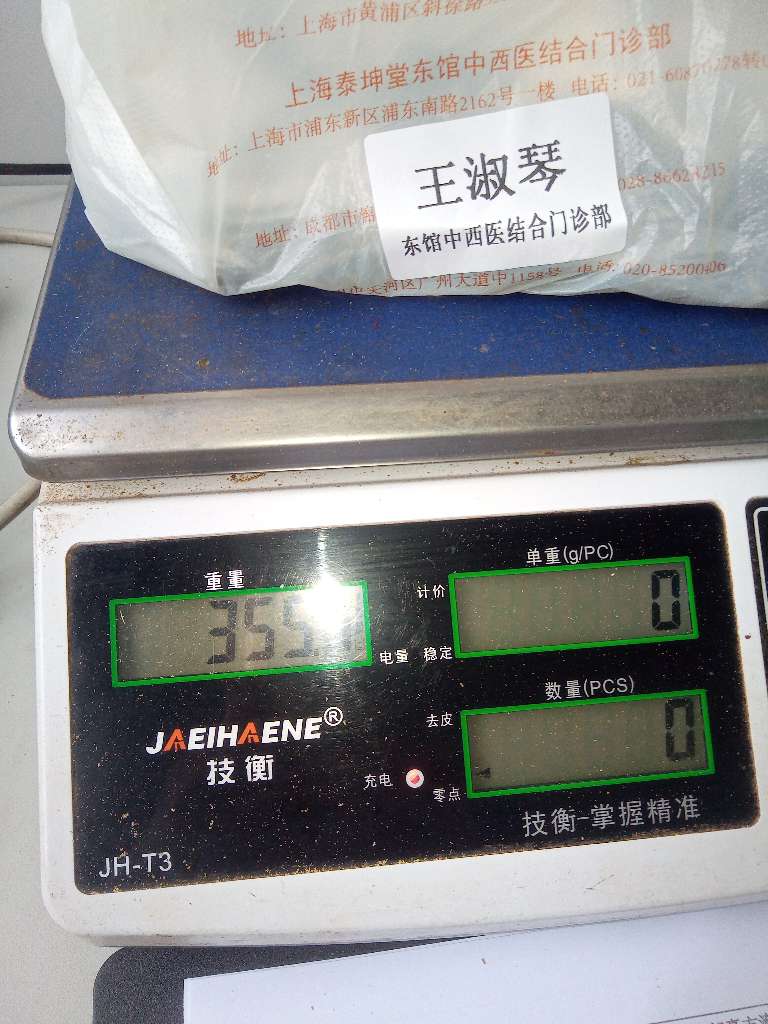 地址：上海市黄浦区斜
上海泰坤堂东馆中西医结合门诊部
地址：上海市浦东新区浦东南路2162号一楼 电话：021-60
王淑琴
028-86623215
东馆中西医结合门诊部
地址：成都市
天河区广州大道中1158号 电话：020-85200406
重量
355.
单重(g/PC)
计价
0
电量
稳定
数量(PCS)
去皮
0
JAEIHAENE®
技衡
充电
零点
技衡-掌握精准
JH-T3